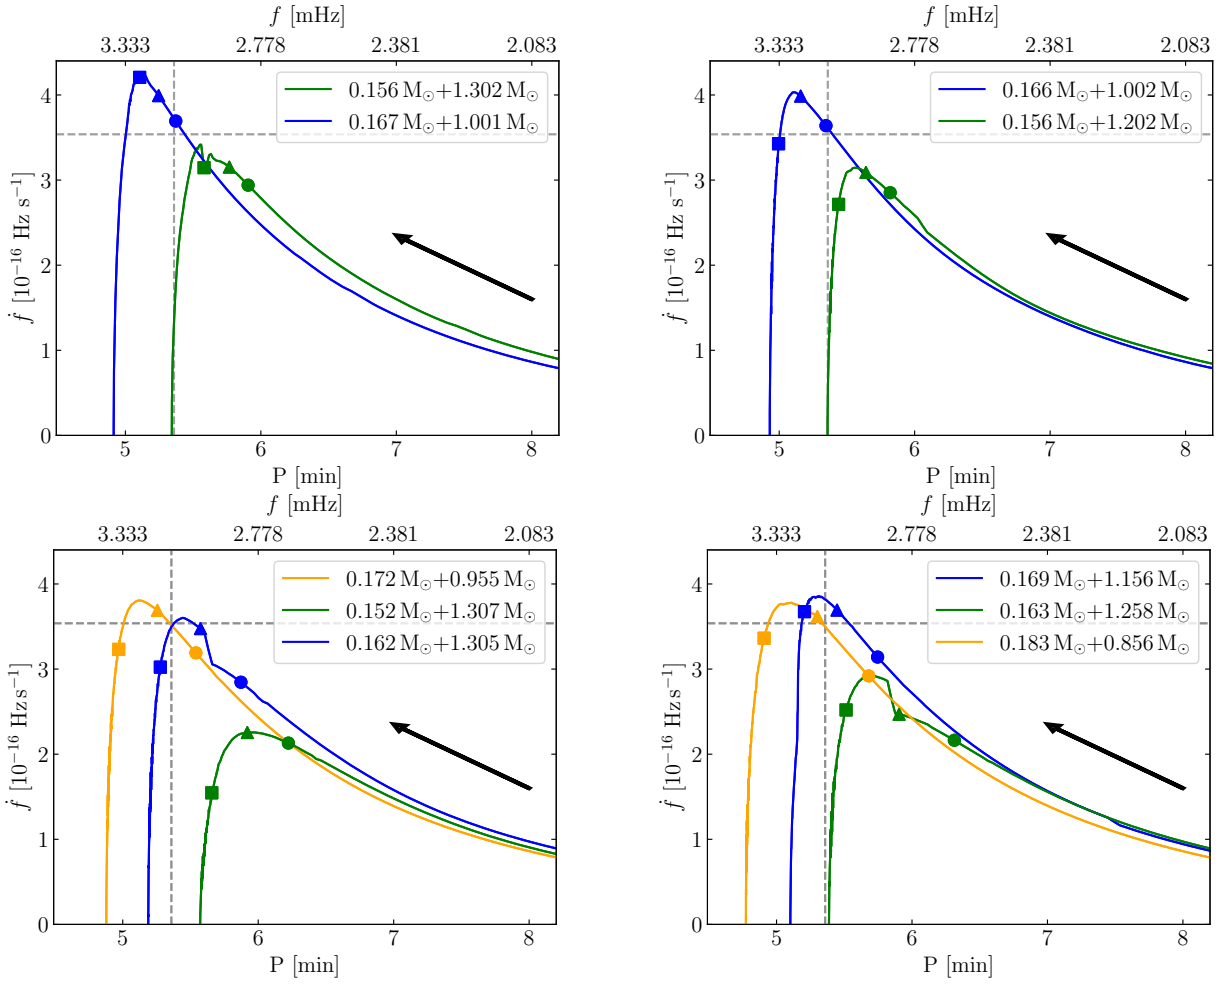 f [mHz]
3.333 2.778 2.381 2.083
0.156 M⊙+1.302 M⊙
0.167 M⊙+1.001 M⊙
ḟ [10⁻¹⁶ Hz s⁻¹]
4
3
2
1
0
5 6 7 8
P [min]
f [mHz]
3.333 2.778 2.381 2.083
0.166 M⊙+1.002 M⊙
0.156 M⊙+1.202 M⊙
ḟ [10⁻¹⁶ Hz s⁻¹]
4
3
2
1
0
5 6 7 8
P [min]
f [mHz]
3.333 2.778 2.381 2.083
0.172 M⊙+0.955 M⊙
0.152 M⊙+1.307 M⊙
0.162 M⊙+1.305 M⊙
ḟ [10⁻¹⁶ Hz s⁻¹]
4
3
2
1
0
5 6 7 8
P [min]
f [mHz]
3.333 2.778 2.381 2.083
0.169 M⊙+1.156 M⊙
0.163 M⊙+1.258 M⊙
0.183 M⊙+0.856 M⊙
ḟ [10⁻¹⁶ Hz s⁻¹]
4
3
2
1
0
5 6 7 8
P [min]